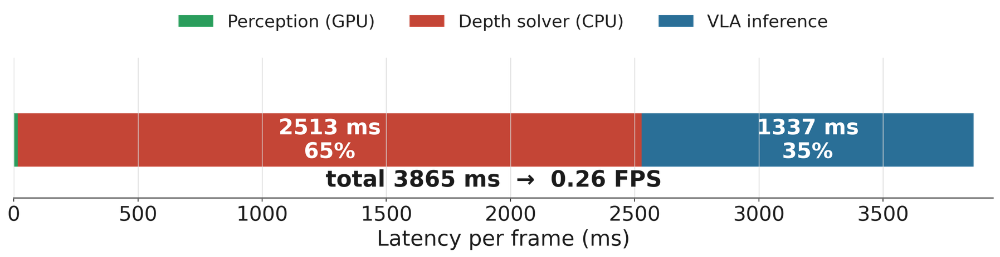 Perception (GPU) Depth solver (CPU) VLA inference
2513 ms 1337 ms
65% 35%
total 3865 ms → 0.26 FPS
0 500 1000 1500 2000 2500 3000 3500
Latency per frame (ms)